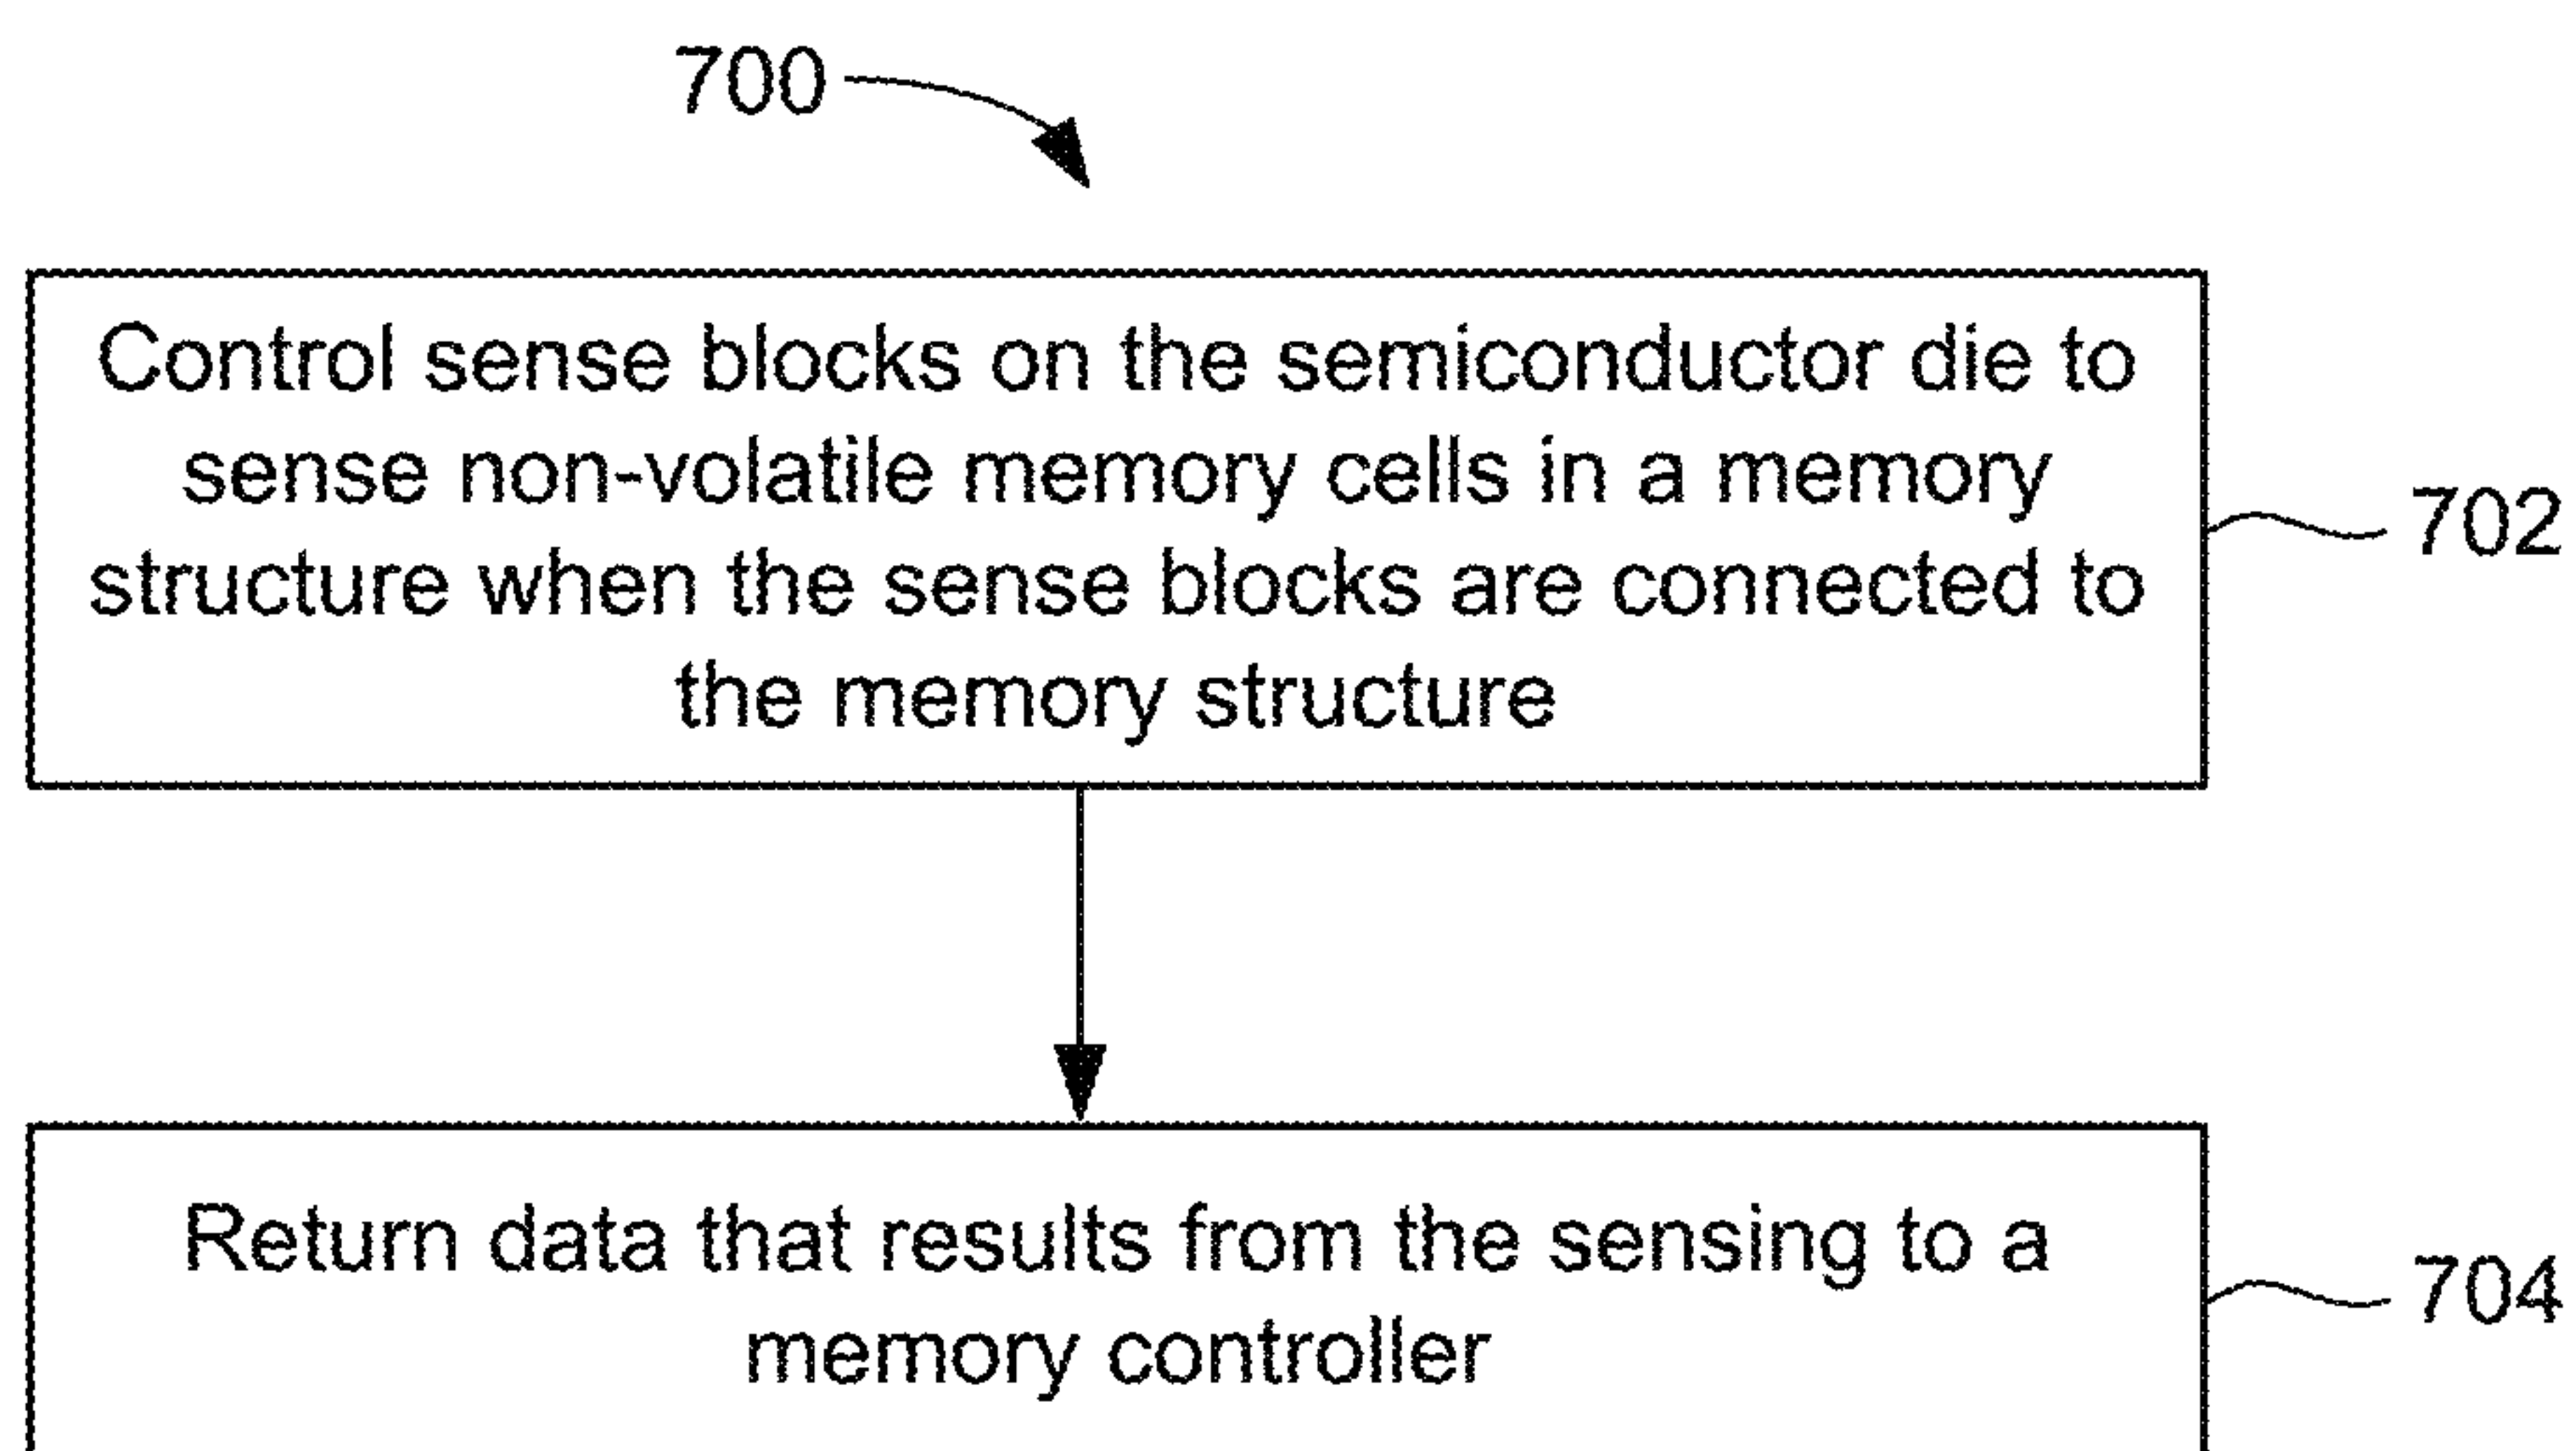 700
Control sense blocks on the semiconductor die to
sense non-volatile memory cells in a memory
structure when the sense blocks are connected to
the memory structure
702
Return data that results from the sensing to a
memory controller
704